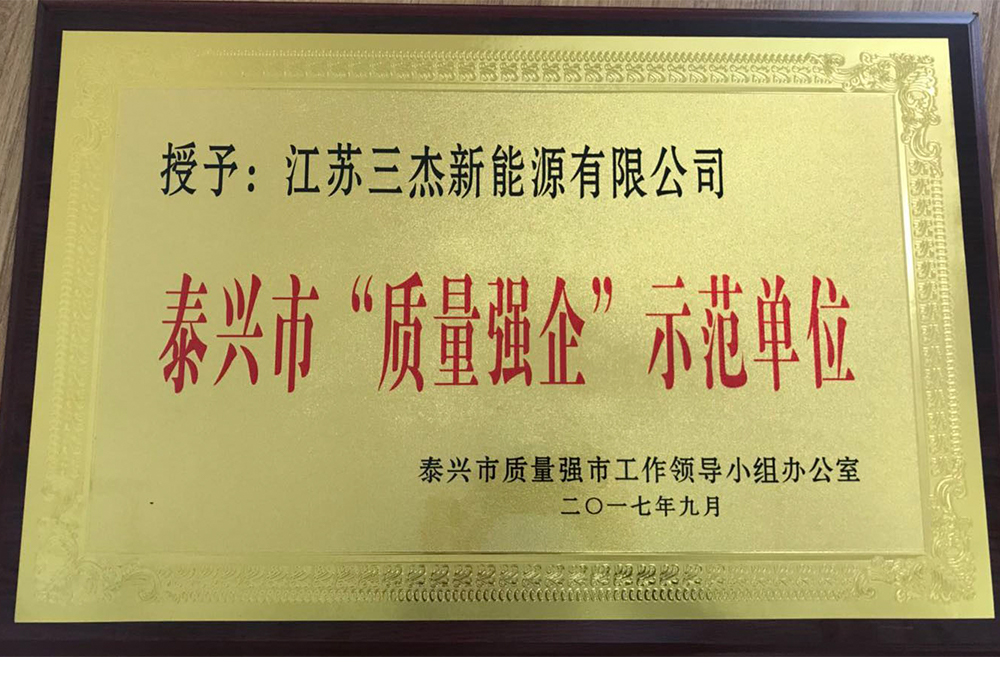 授予：江苏三杰新能源有限公司
泰兴市“质量强企”示范单位
泰兴市质量强市工作领导小组办公室
二〇一七年九月